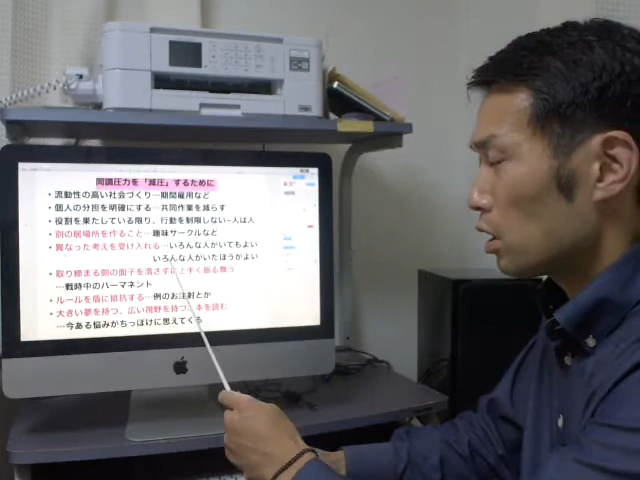 同調圧力を「減圧」するために
・流動性の高い社会づくり…期間雇用など
・個人の分担を明確にする…共同作業を減らす
・役割を果たしている限り、行動を制限しない−人は人
・別の居場所を作ること…趣味サークルなど
・異なった考えを受け入れる…いろんな人がいてもよい
いろんな人がいたほうがよい
・取り締まる側の面子を潰さずに上手く振る舞う
…戦時中のパーマネント
・ルールを盾に抵抗する…例のお注射とか
・大きい夢を持つ、広い視野を持つ、本を読む
…今ある悩みがちっぽけに思えてくる